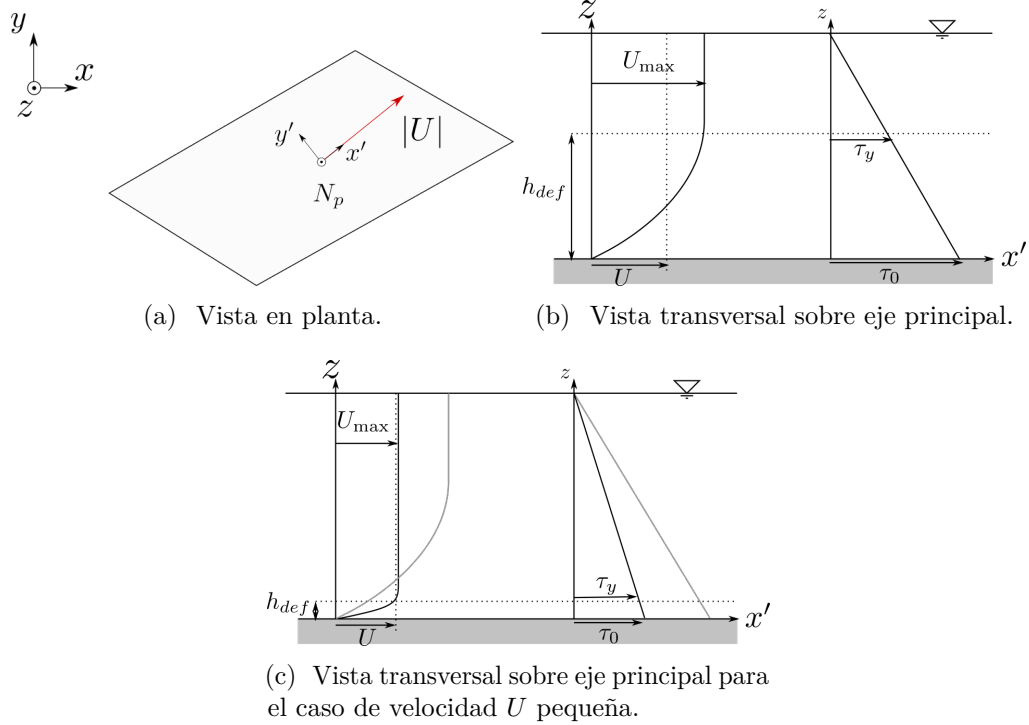 y
x
z
y'
x'
|U|
N_p
(a) Vista en planta.
z
z
U_max
τ_y
h_def
x'
U
τ_0
(b) Vista transversal sobre eje principal.
z
z
U_max
τ_y
h_def
x'
U
τ_0
(c) Vista transversal sobre eje principal para
el caso de velocidad U pequeña.